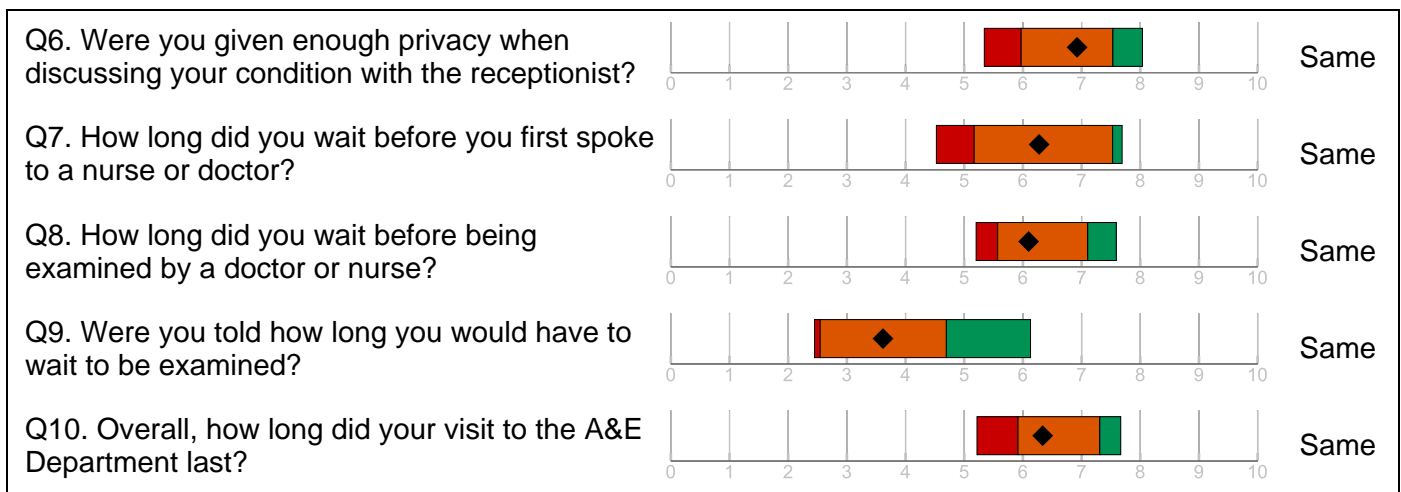 Q6. Were you given enough privacy when
discussing your condition with the receptionist?
Same
0 1 2 3 4 5 6 7 8 9 10
Q7. How long did you wait before you first spoke
to a nurse or doctor?
Same
0 1 2 3 4 5 6 7 8 9 10
Q8. How long did you wait before being
examined by a doctor or nurse?
Same
0 1 2 3 4 5 6 7 8 9 10
Q9. Were you told how long you would have to
wait to be examined?
Same
0 1 2 3 4 5 6 7 8 9 10
Q10. Overall, how long did your visit to the A&E
Department last?
Same
0 1 2 3 4 5 6 7 8 9 10